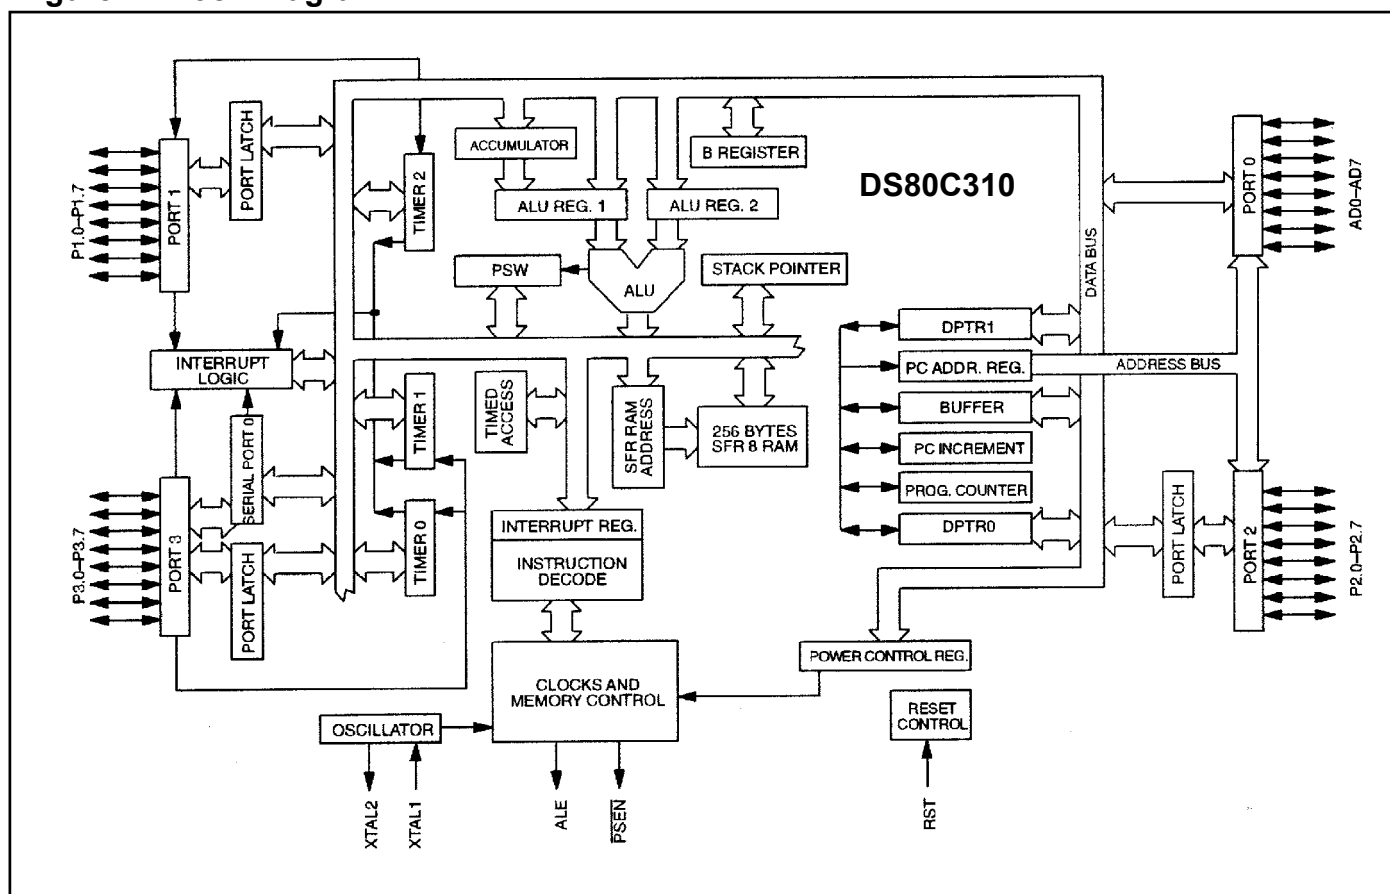 PORT LATCH
ACCUMULATOR
B REGISTER
PORT 1
P1.0–P1.7
TIMER 2
DS80C310
PORT 0
AD0–AD7
ALU REG. 1
ALU REG. 2
DATA BUS
PSW
ALU
STACK POINTER
DPTR1
INTERRUPT
LOGIC
PC ADDR. REG.
ADDRESS BUS
TIMER 1
TIMED
ACCESS
SFR RAM
ADDRESS
256 BYTES
SFR 8 RAM
BUFFER
PC INCREMENT
SERIAL PORT 0
PROG. COUNTER
PORT 3
P3.0–P3.7
TIMER 0
INTERRUPT REG.
DPTR0
PORT LATCH
PORT 2
P2.0–P2.7
INSTRUCTION
DECODE
PORT LATCH
POWER CONTROL REG.
CLOCKS AND
MEMORY CONTROL
RESET
CONTROL
OSCILLATOR
XTAL2
XTAL1
ALE
PSEN
RST